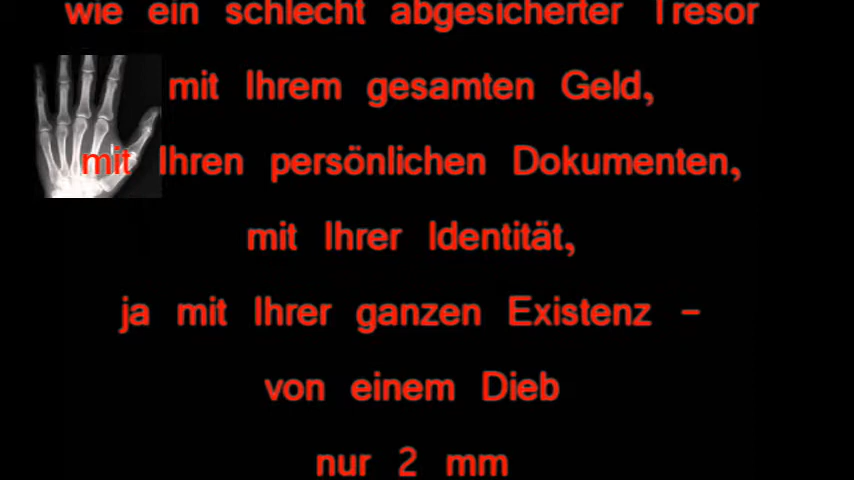 wie ein schlecht abgesicherter Tresor
mit Ihrem gesamten Geld,
mit Ihren persönlichen Dokumenten,
mit Ihrer Identität,
ja mit Ihrer ganzen Existenz -
von einem Dieb
nur 2 mm